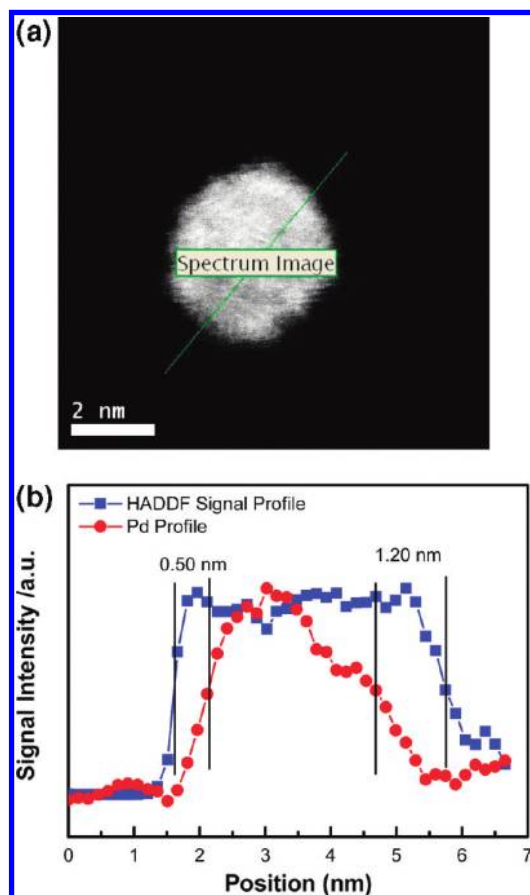 (a)
Spectrum Image
2 nm
(b)
HADDF Signal Profile
Pd Profile
0.50 nm
1.20 nm
Signal Intensity /a.u.
0 1 2 3 4 5 6 7
Position (nm)